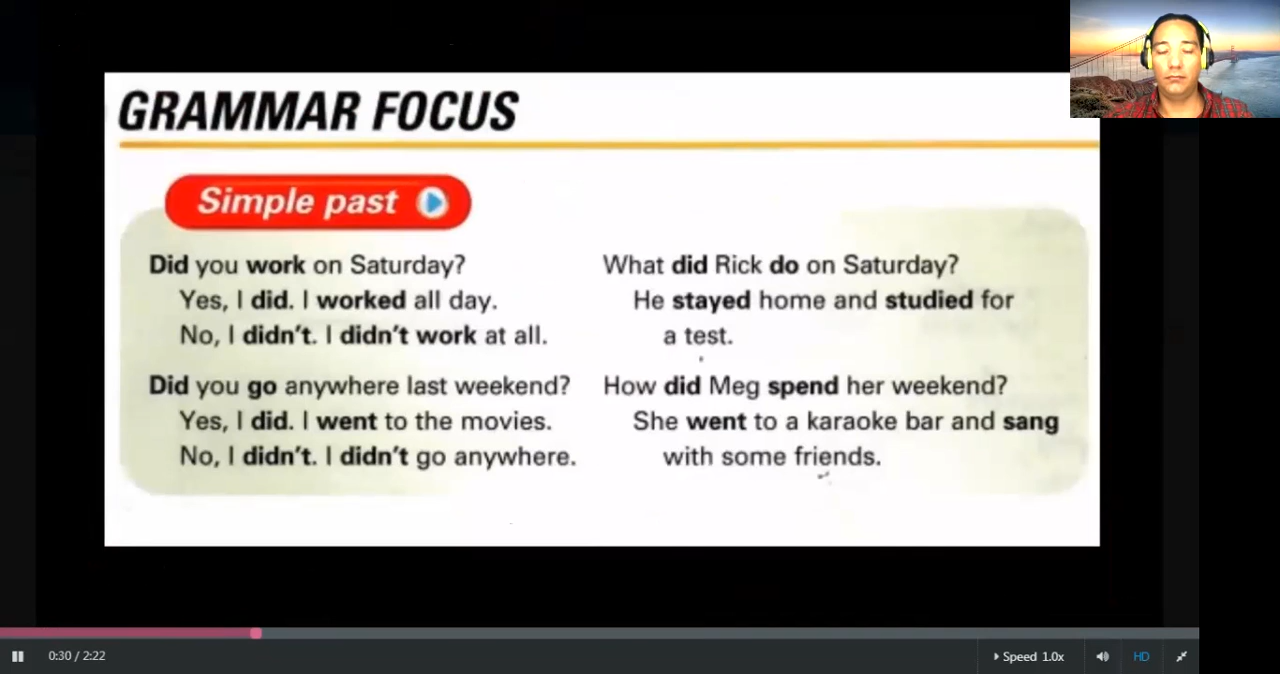 GRAMMAR FOCUS
Simple past
Did you work on Saturday?
Yes, I did. I worked all day.
No, I didn't. I didn't work at all.
Did you go anywhere last weekend?
Yes, I did. I went to the movies.
No, I didn't. I didn't go anywhere.
What did Rick do on Saturday?
He stayed home and studied for
a test.
How did Meg spend her weekend?
She went to a karaoke bar and sang
with some friends.
0:30 / 2:22
Speed 1.0x
HD